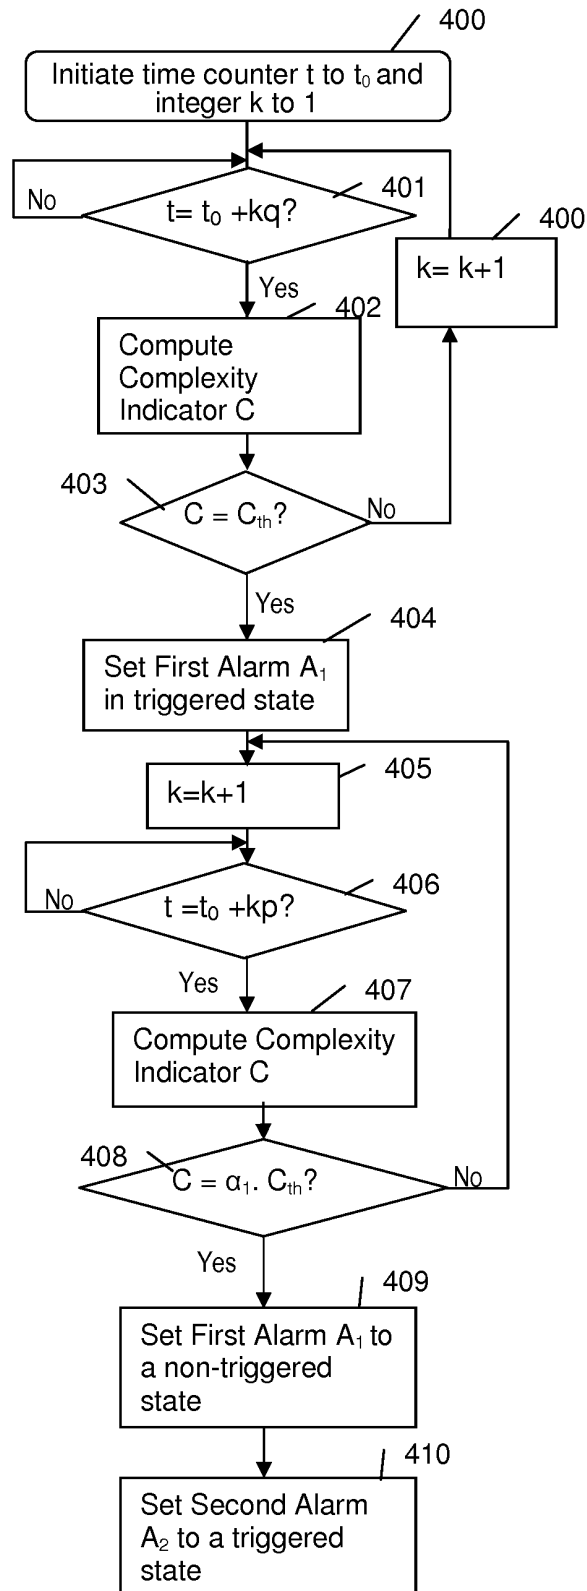 400
Initiate time counter t to t₀ and
integer k to 1
No
t= t₀ +kq?
401
400
k= k+1
Yes
402
Compute
Complexity
Indicator C
403
C = Cth?
No
Yes
404
Set First Alarm A₁
in triggered state
k=k+1
405
No
t =t₀ +kp?
406
Yes
407
Compute Complexity
Indicator C
408
C = α₁. Cth?
No
Yes
409
Set First Alarm A₁ to
a non-triggered
state
410
Set Second Alarm
A₂ to a triggered
state